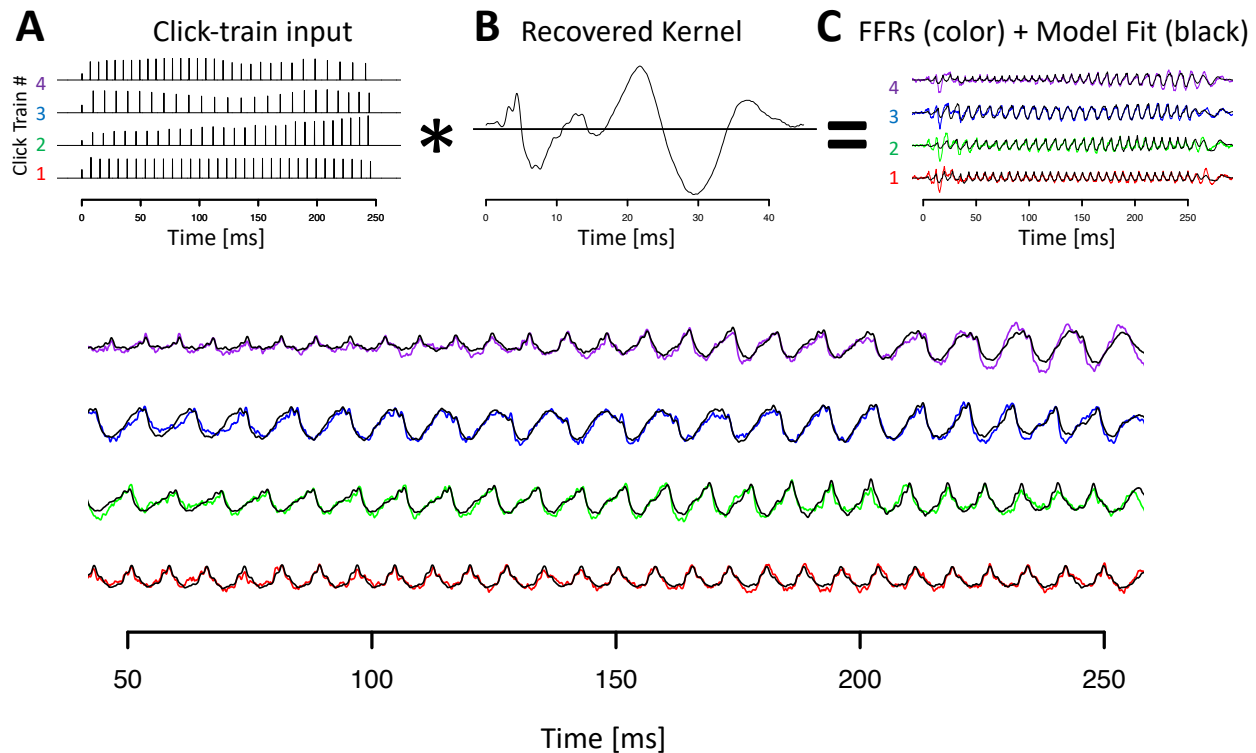 A Click-train input
B Recovered Kernel
C FFRs (color) + Model Fit (black)
Click Train #
4
3
2
1
0 50 100 150 200 250
Time [ms]
*
0 10 20 30 40
Time [ms]
=
4
3
2
1
0 50 100 150 200 250
Time [ms]
50 100 150 200 250
Time [ms]